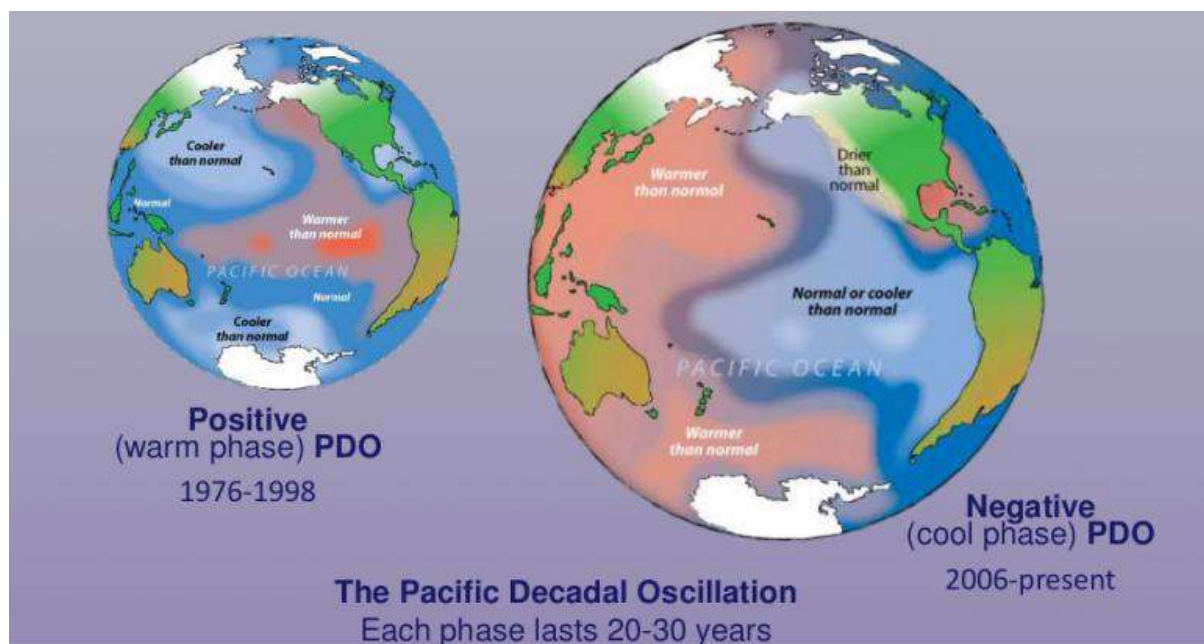 Cooler
than normal
Normal
Warmer
than normal
PACIFIC OCEAN
Normal
Cooler
than normal
Positive
(warm phase) PDO
1976-1998
Warmer
than normal
Drier
than
normal
Normal or cooler
than normal
PACIFIC OCEAN
Warmer
than normal
Negative
(cool phase) PDO
2006-present
The Pacific Decadal Oscillation
Each phase lasts 20-30 years